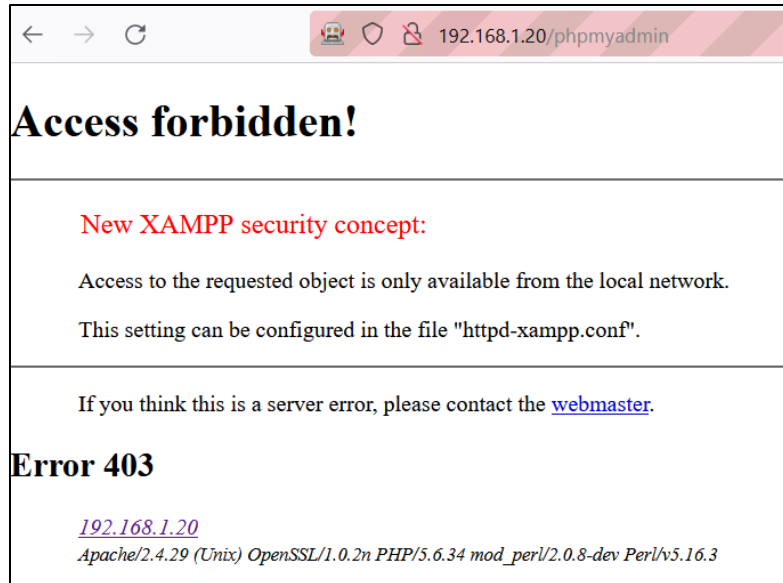 192.168.1.20/phpmyadmin
Access forbidden!
New XAMPP security concept:
Access to the requested object is only available from the local network.
This setting can be configured in the file "httpd-xampp.conf".
If you think this is a server error, please contact the webmaster.
Error 403
192.168.1.20
Apache/2.4.29 (Unix) OpenSSL/1.0.2n PHP/5.6.34 mod_perl/2.0.8-dev Perl/v5.16.3